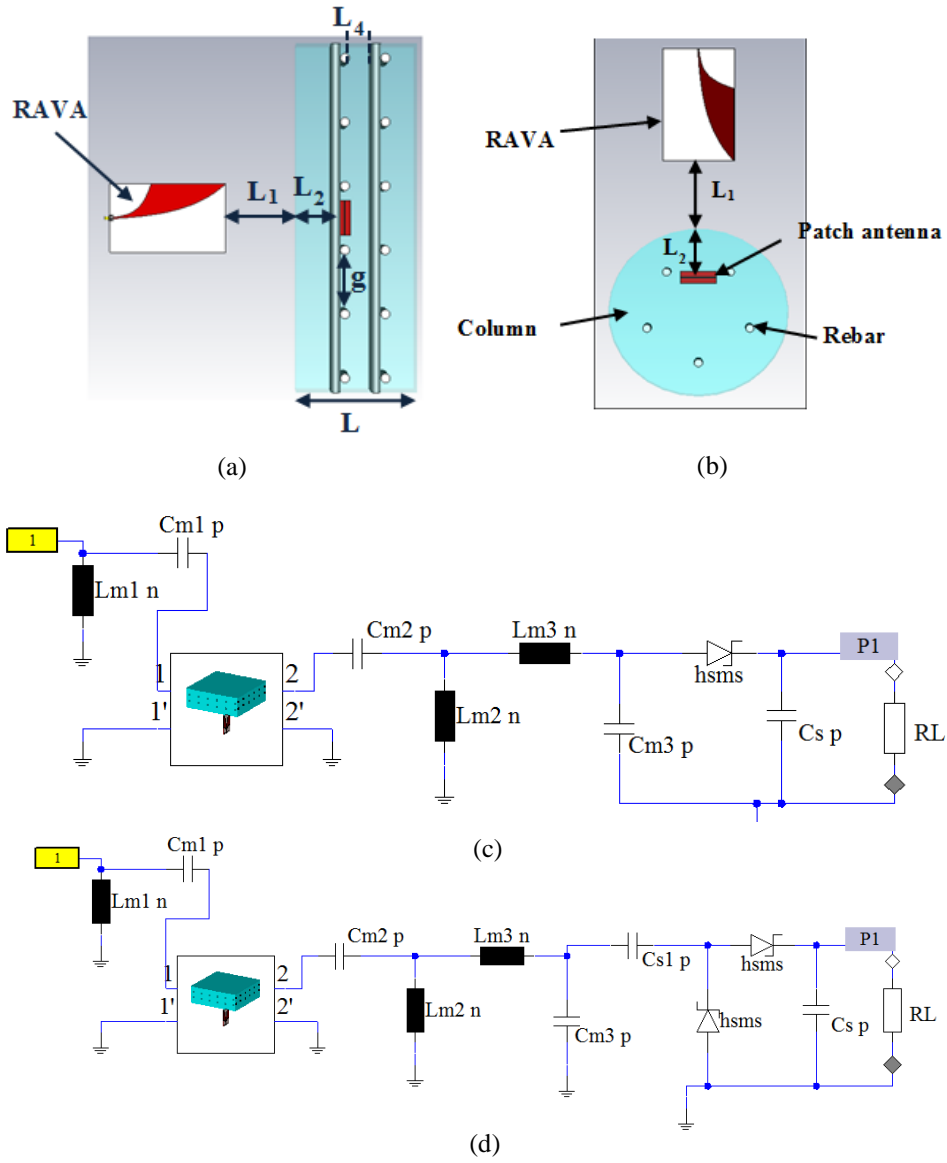 L4
RAVA
L1
L2
g
L
(a)
RAVA
L1
L2
Patch antenna
Column
Rebar
(b)
1
Cm1 p
Lm1 n
1
1'
2
2'
Cm2 p
Lm2 n
Lm3 n
Cm3 p
hsms
Cs p
P1
RL
(c)
1
Cm1 p
Lm1 n
1
1'
2
2'
Cm2 p
Lm2 n
Lm3 n
Cm3 p
Cs1 p
hsms
hsms
Cs p
P1
RL
(d)